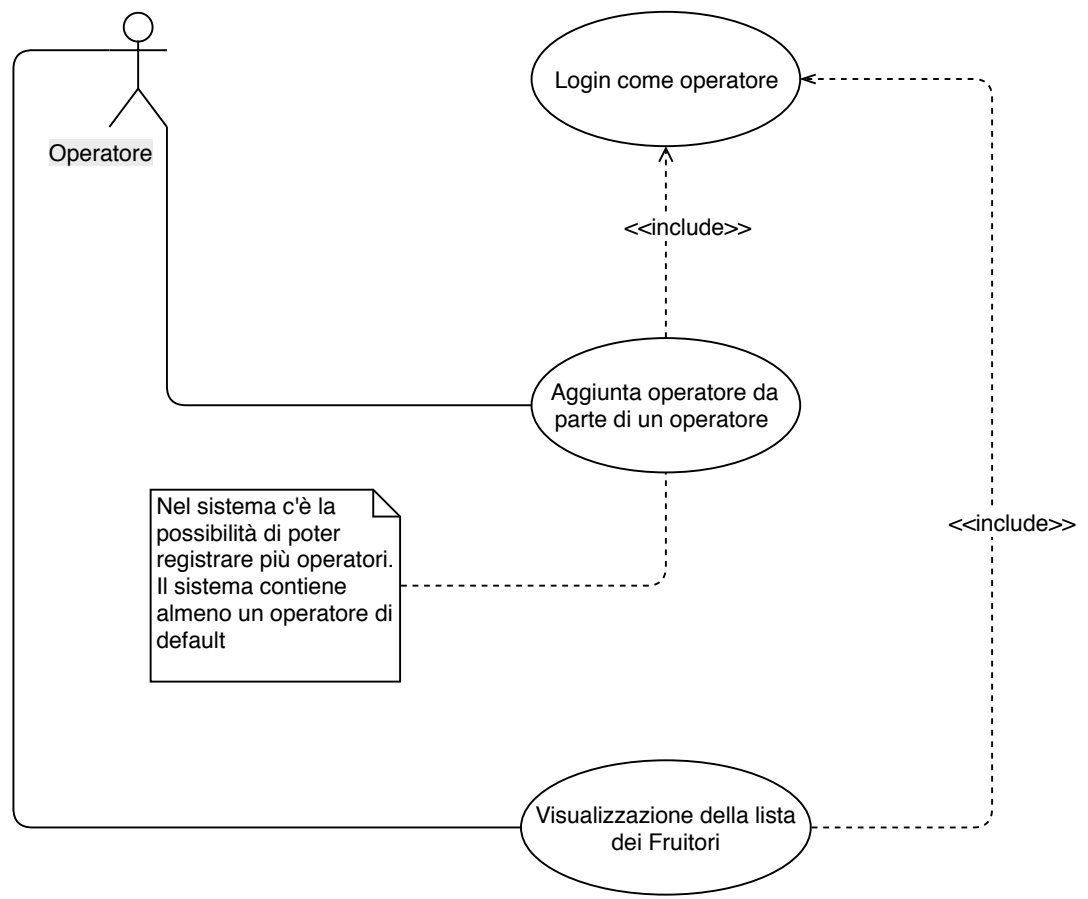 Login come operatore
Operatore
<<include>>
Aggiunta operatore da
parte di un operatore
Nel sistema c'è la
possibilità di poter
registrare più operatori.
Il sistema contiene
almeno un operatore di
default
<<include>>
Visualizzazione della lista
dei Fruitori